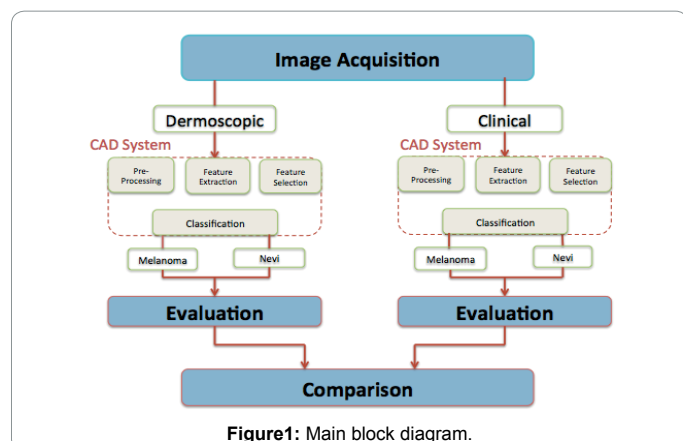 Image Acquisition
Dermoscopic
Clinical
CAD System
CAD System
Pre-
Processing
Feature
Extraction
Feature
Selection
Pre-
Processing
Feature
Extraction
Feature
Selection
Classification
Classification
Melanoma
Nevi
Melanoma
Nevi
Evaluation
Evaluation
Comparison
Figure1: Main block diagram.